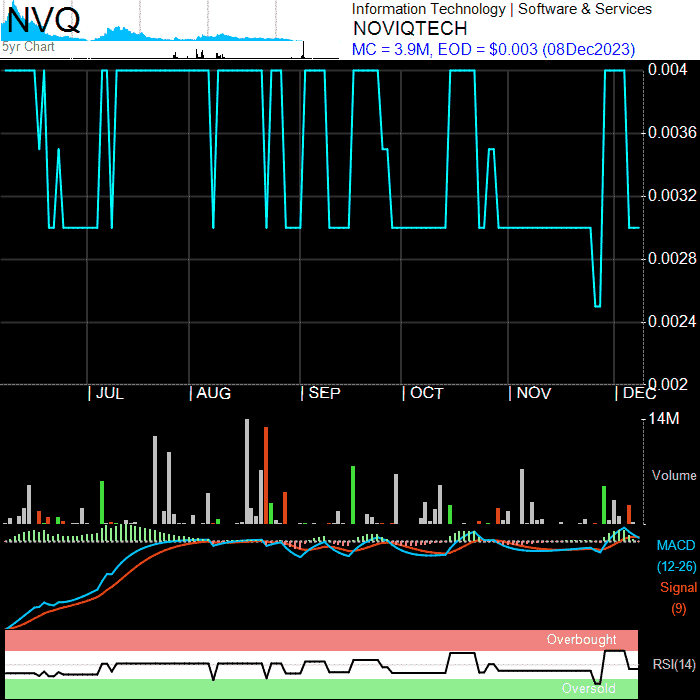 NVQ
5yr Chart
Information Technology | Software & Services
NOVIQTECH
MC = 3.9M, EOD = $0.003 (08Dec2023)
0.004
0.0036
0.0032
0.0028
0.0024
0.002
JUL AUG SEP OCT NOV DEC
14M
Volume
MACD
(12-26)
Signal
(9)
Overbought
RSI(14)
Oversold